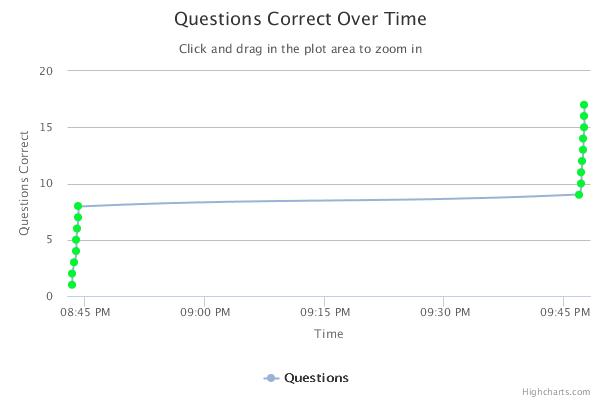 Questions Correct Over Time
Click and drag in the plot area to zoom in
20
15
10
5
0
Questions Correct
08:45 PM 09:00 PM 09:15 PM 09:30 PM 09:45 PM
Time
Questions
Highcharts.com